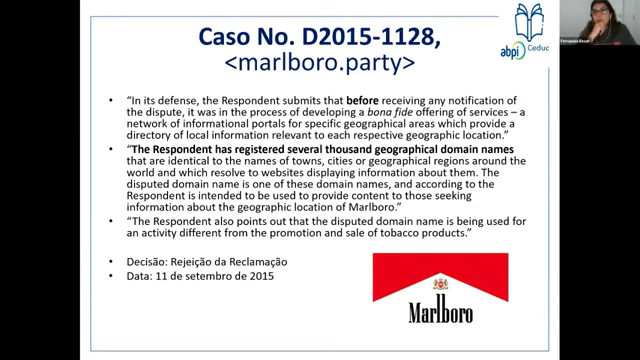 Caso No. D2015-1128,
<marlboro.party>
abpi Ceduc
Fernanda Beser
• “In its defense, the Respondent submits that before receiving any notification of
the dispute, it was in the process of developing a bona fide offering of services – a
network of informational portals for specific geographical areas which provide a
directory of local information relevant to each respective geographic location.”
• “The Respondent has registered several thousand geographical domain names
that are identical to the names of towns, cities or geographical regions around the
world and which resolve to websites displaying information about them. The
disputed domain name is one of these domain names, and according to the
Respondent is intended to be used to provide content to those seeking
information about the geographic location of Marlboro.”
• “The Respondent also points out that the disputed domain name is being used for
an activity different from the promotion and sale of tobacco products.”
• Decisão: Rejeição da Reclamação
• Data: 11 de setembro de 2015
Marlboro